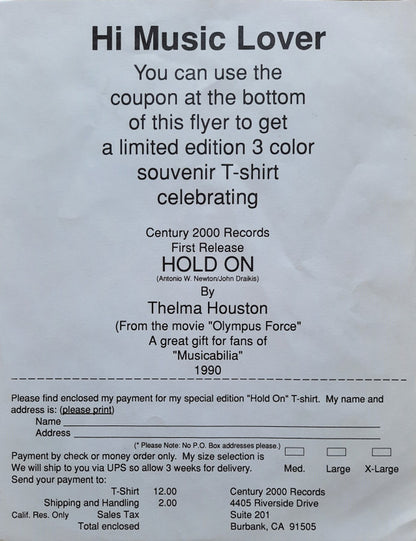 Hi Music Lover
You can use the
coupon at the bottom
of this flyer to get
a limited edition 3 color
souvenir T-shirt
celebrating
Century 2000 Records
First Release
HOLD ON
(Antonio W. Newton/John Draikis)
By
Thelma Houston
(From the movie "Olympus Force"
A great gift for fans of
"Musicabilia"
1990
Please find enclosed my payment for my special edition "Hold On" T-shirt. My name and
address is: (please print)
Name
Address
(* Please Note: No P.O. Box addresses please.)
Payment by check or money order only. My size selection is
We will ship to you via UPS so allow 3 weeks for delivery. Med. Large X-Large
Send your payment to:
T-Shirt 12.00 Century 2000 Records
Shipping and Handling 2.00 4405 Riverside Drive
Calif. Res. Only Sales Tax Suite 201
Total enclosed Burbank, CA 91505